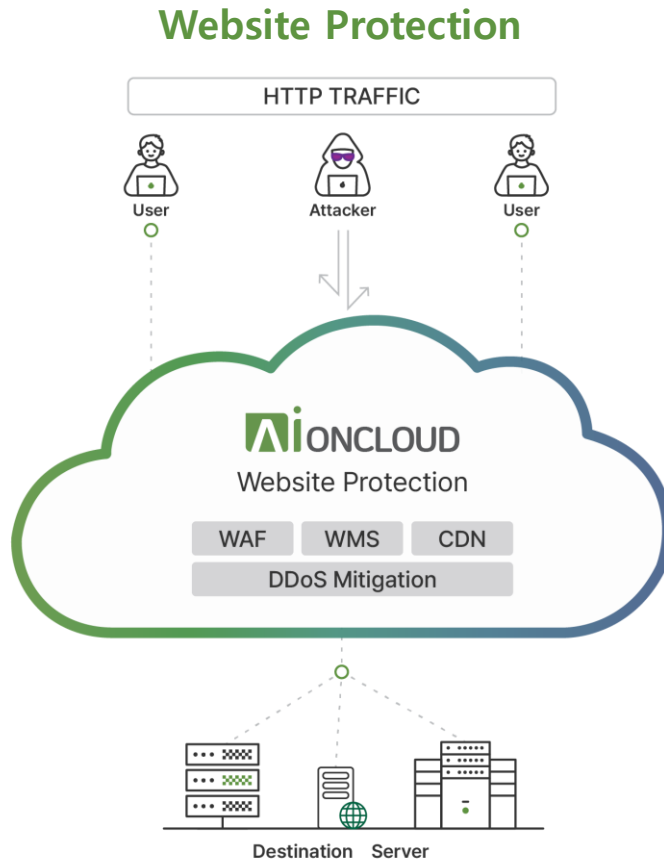 Website Protection
HTTP TRAFFIC
User Attacker User
AiONCLOUD
Website Protection
WAF WMS CDN
DDoS Mitigation
Destination Server